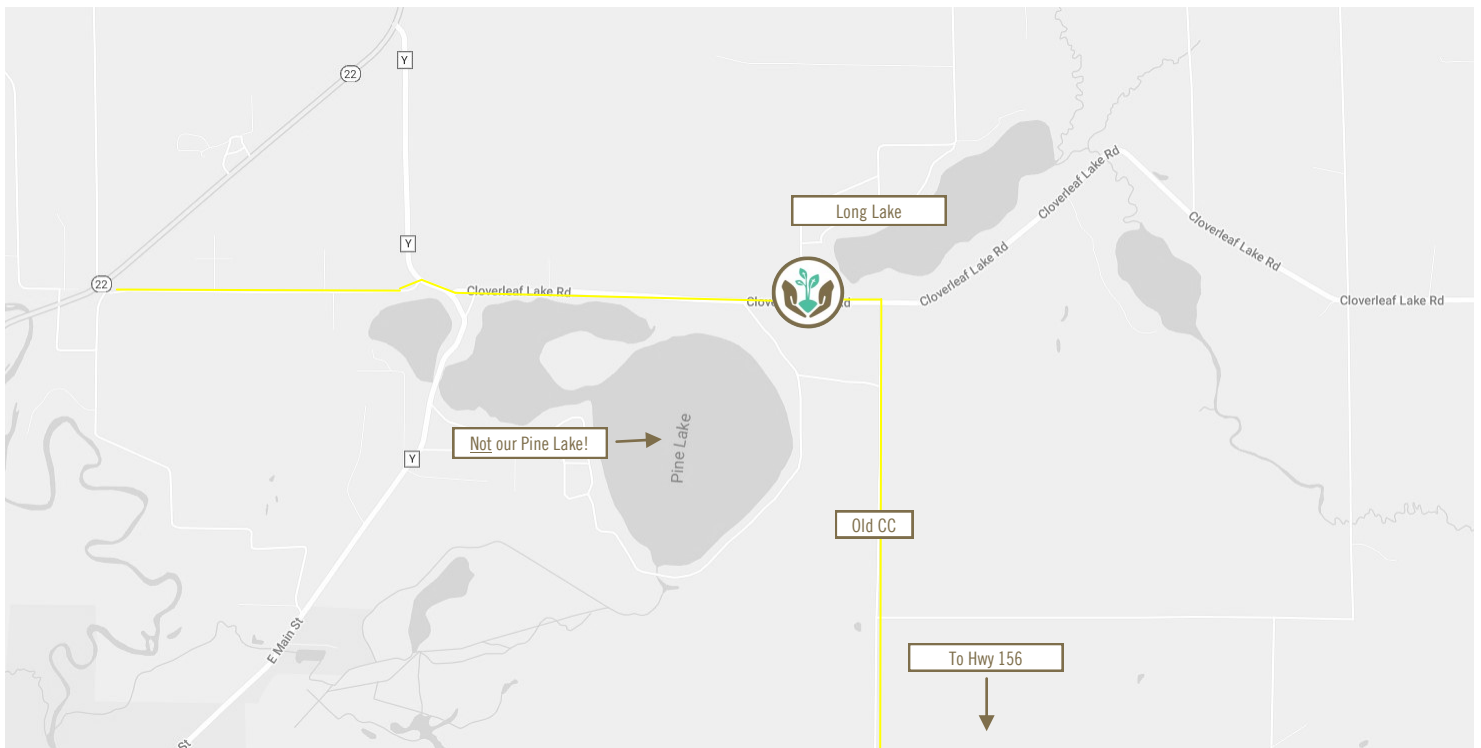 Y
22
Cloverleaf Lake Rd
Long Lake
Y
Cloverleaf Lake Rd
Cloverleaf Lake Rd
22
Cloverleaf Lake Rd
Cloverleaf Lake Rd
Not our Pine Lake!
Pine Lake
Y
Old CC
E Main St
To Hwy 156
St